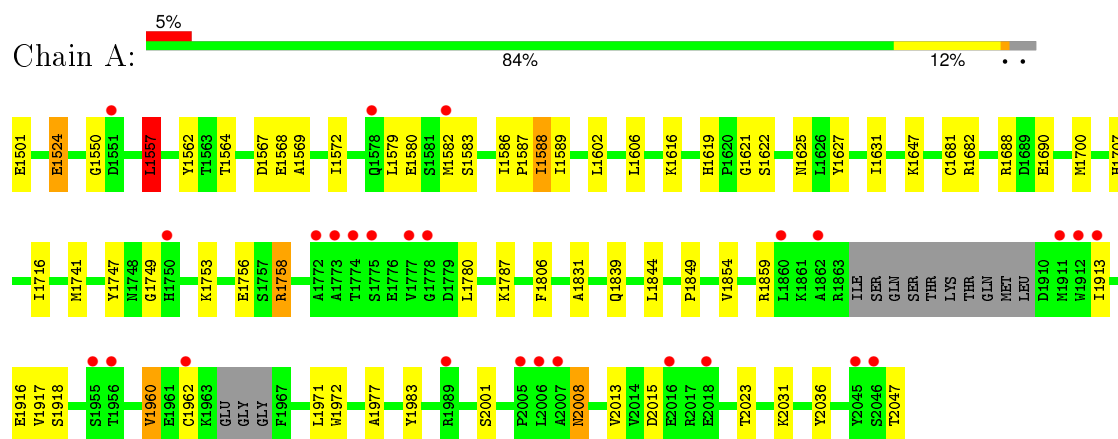 5%
Chain A:
84% 12% • •
E1501 E1524 G1550 D1551 L1557 Y1562 T1563 T1564 D1567 E1568 A1569 I1572 Q1578 L1579 E1580 S1581 M1582 S1583 I1586 P1587 I1588 I1589 L1602 L1606 K1616 H1619 P1620 G1621 S1622 N1625 L1626 Y1627 I1631 K1647 C1681 R1682 R1688 D1689 E1690 M1700 H1707
I1716 M1741 Y1747 N1748 G1749 H1750 K1753 E1756 S1757 R1758 A1772 A1773 T1774 S1775 E1776 V1777 G1778 D1779 L1780 K1787 F1806 A1831 Q1839 L1844 P1849 V1854 R1859 L1860 K1861 A1862 R1863 ILE SER GLN SER THR LYS THR GLN MET LEU D1910 M1911 W1912 I1913
E1916 V1917 S1918 S1955 T1956 V1960 E1961 C1962 K1963 GLU GLY GLY F1967 L1971 W1972 A1977 Y1983 R1989 S2001 P2005 L2006 A2007 N2008 V2013 V2014 D2015 E2016 R2017 E2018 T2023 K2031 Y2036 Y2045 S2046 T2047